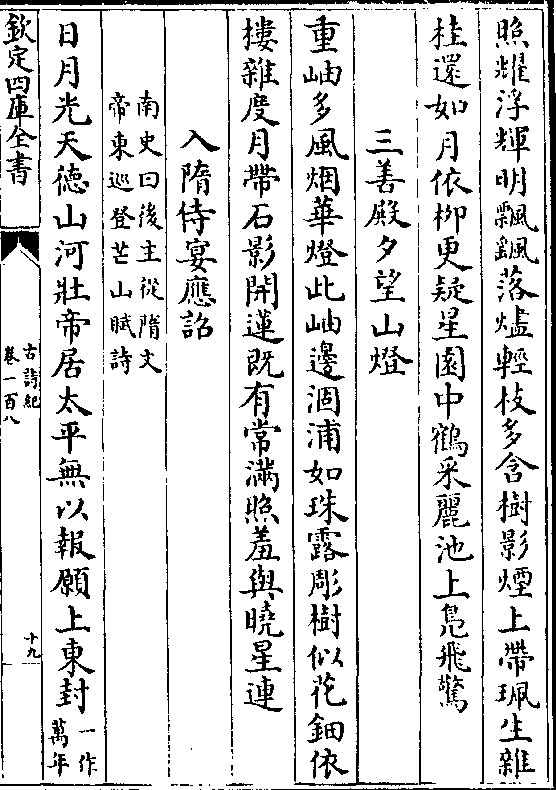 照耀浮輝明飄颻落燼輕枝多含樹影煙上帶珮生雜
桂還如月依柳更疑星園中鶴采麗池上鳧飛驚
三善殿夕望山燈
重岫多風烟華燈此岫邊涸浦如珠露彫樹似花鈿依
樓雜度月帶石影開蓮既有常滿照羞與曉星連
入隋侍宴應詔
南史曰後主從隋文
帝東巡登芒山賦詩
日月光天德山河壯帝居太平無以報願上東封
一作
萬年
欽定四庫全書
古詩紀
卷一百八
十九